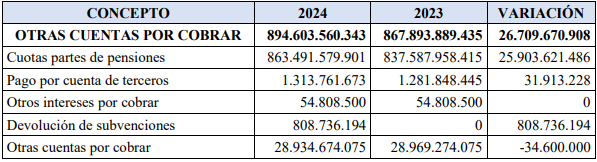 CONCEPTO 2024 2023 VARIACIÓN
OTRAS CUENTAS POR COBRAR 894.603.560.343 867.893.889.435 26.709.670.908
Cuotas partes de pensiones 863.491.579.901 837.587.958.415 25.903.621.486
Pago por cuenta de terceros 1.313.761.673 1.281.848.445 31.913.228
Otros intereses por cobrar 54.808.500 54.808.500 0
Devolución de subvenciones 808.736.194 0 808.736.194
Otras cuentas por cobrar 28.934.674.075 28.969.274.075 -34.600.000